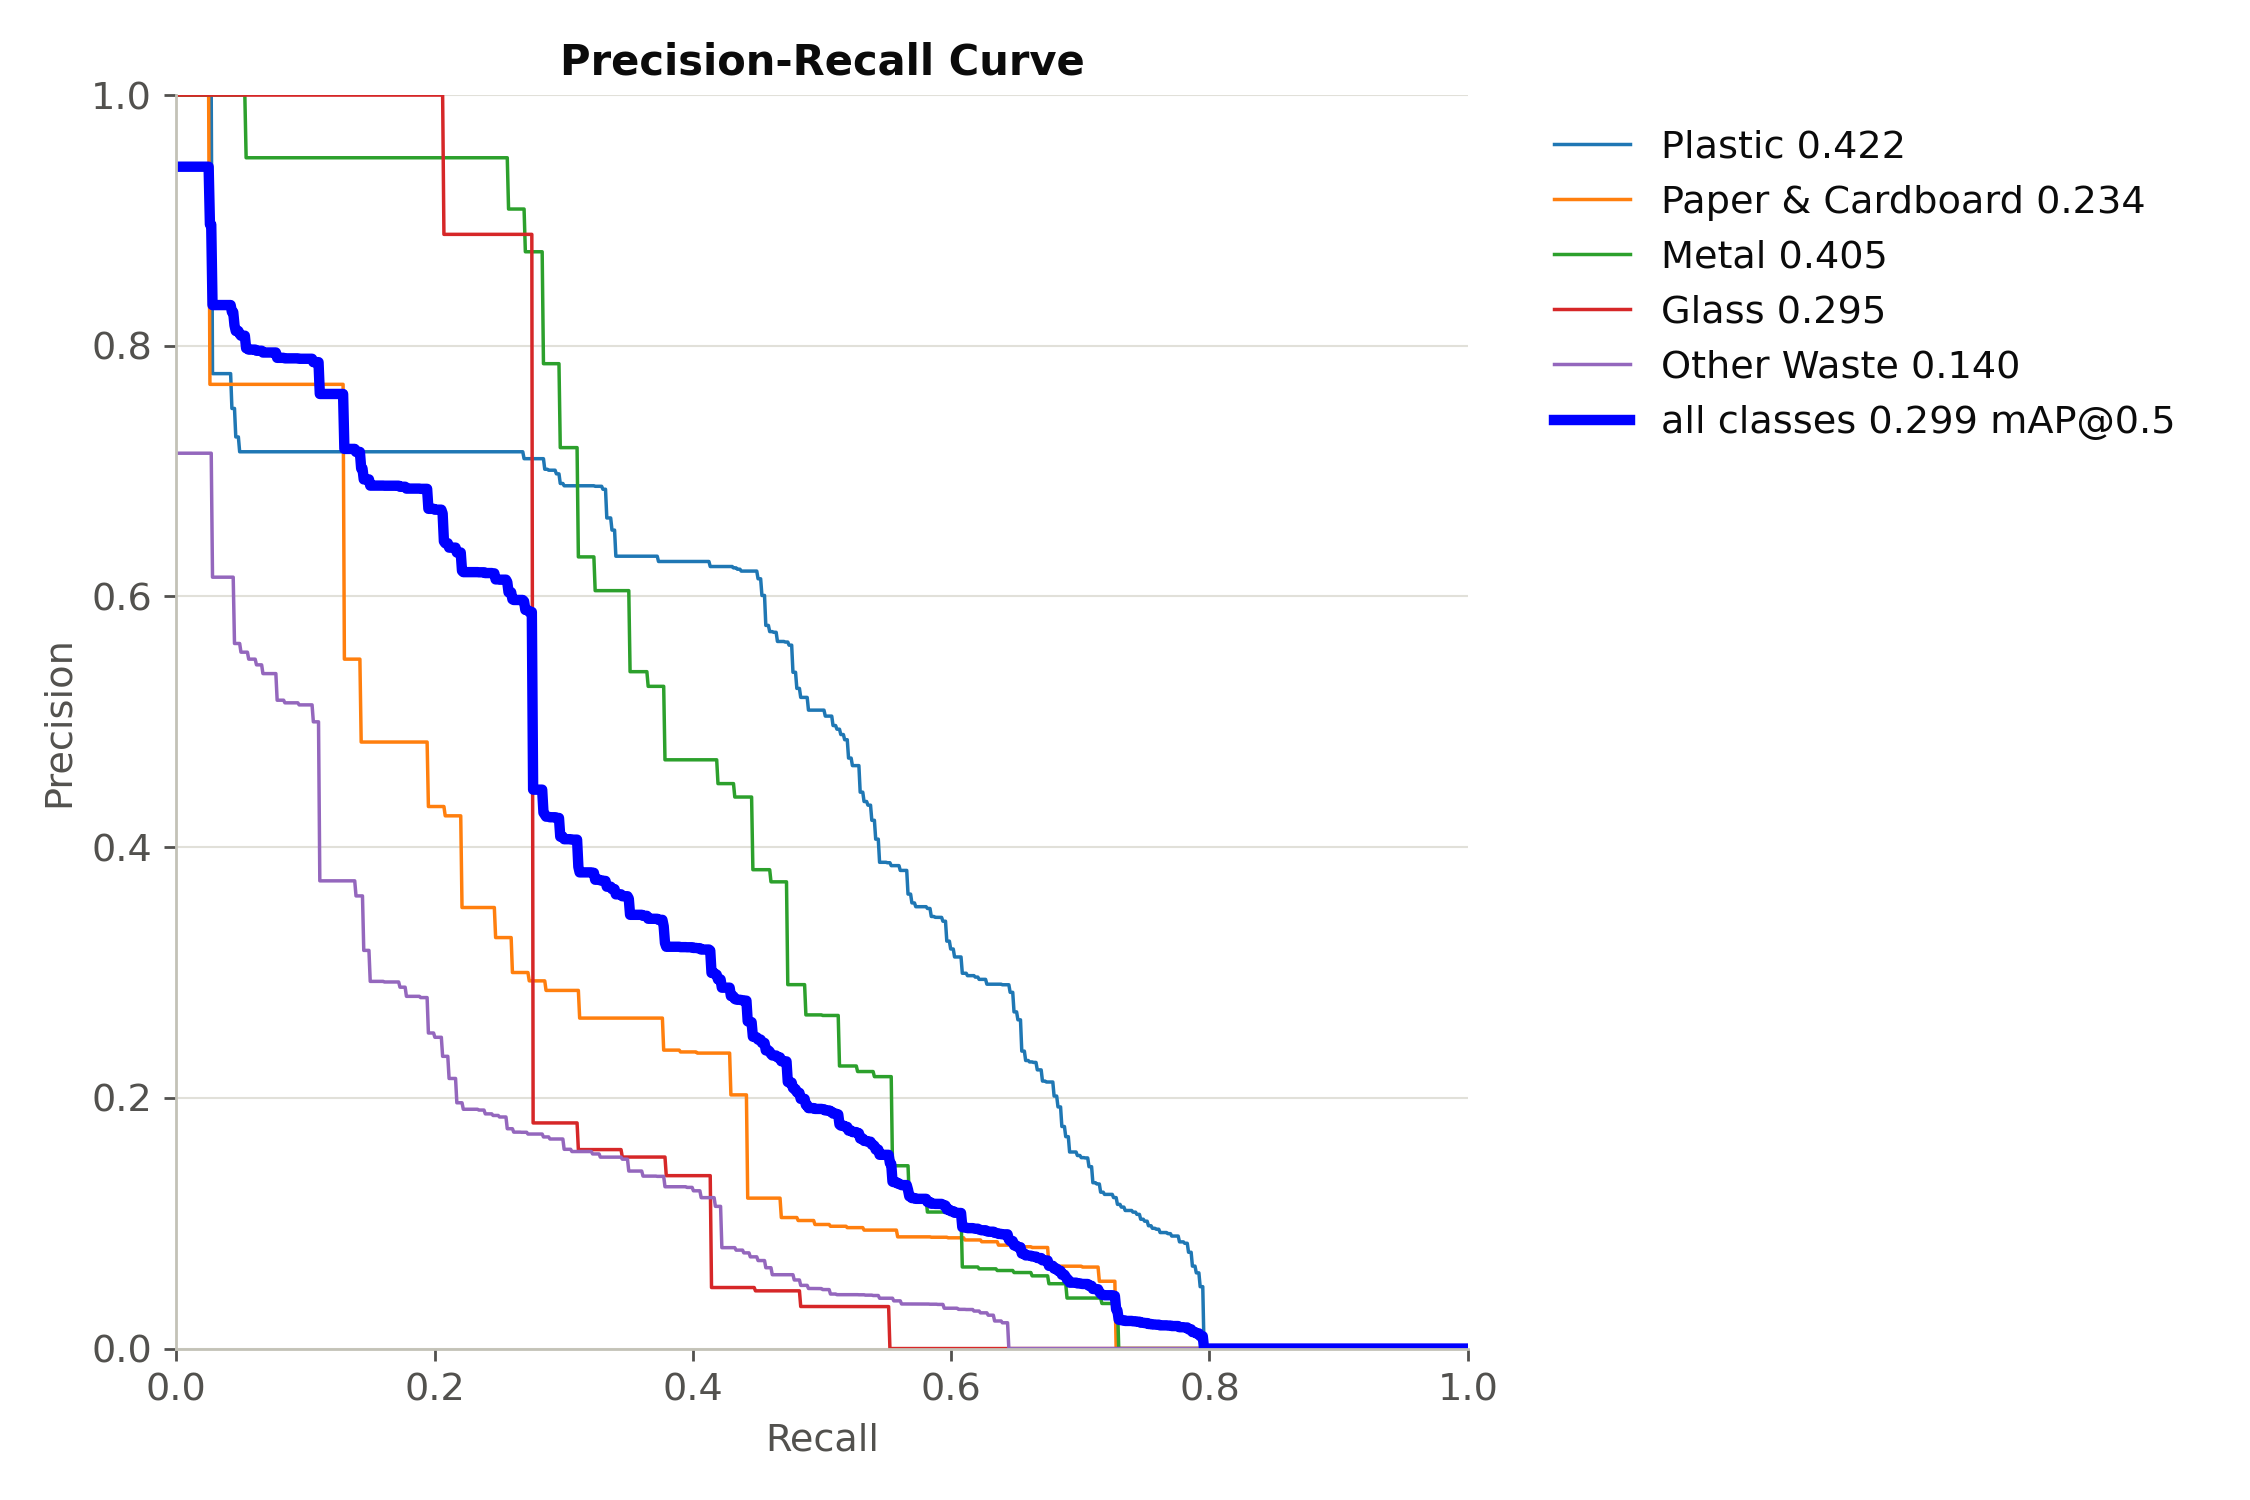 Precision-Recall Curve
1.0
0.8
0.6
0.4
0.2
0.0
Precision
0.0 0.2 0.4 0.6 0.8 1.0
Recall
Plastic 0.422
Paper & Cardboard 0.234
Metal 0.405
Glass 0.295
Other Waste 0.140
all classes 0.299 mAP@0.5